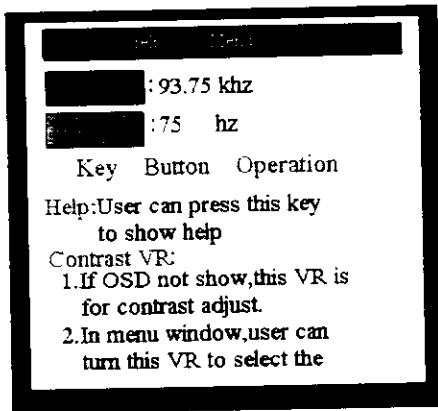 : 93.75 khz
:75 hz
Key Button Operation
Help:User can press this key
to show help
Contrast VR:
1.If OSD not show,this VR is
for contrast adjust.
2.In menu window,user can
turn this VR to select the